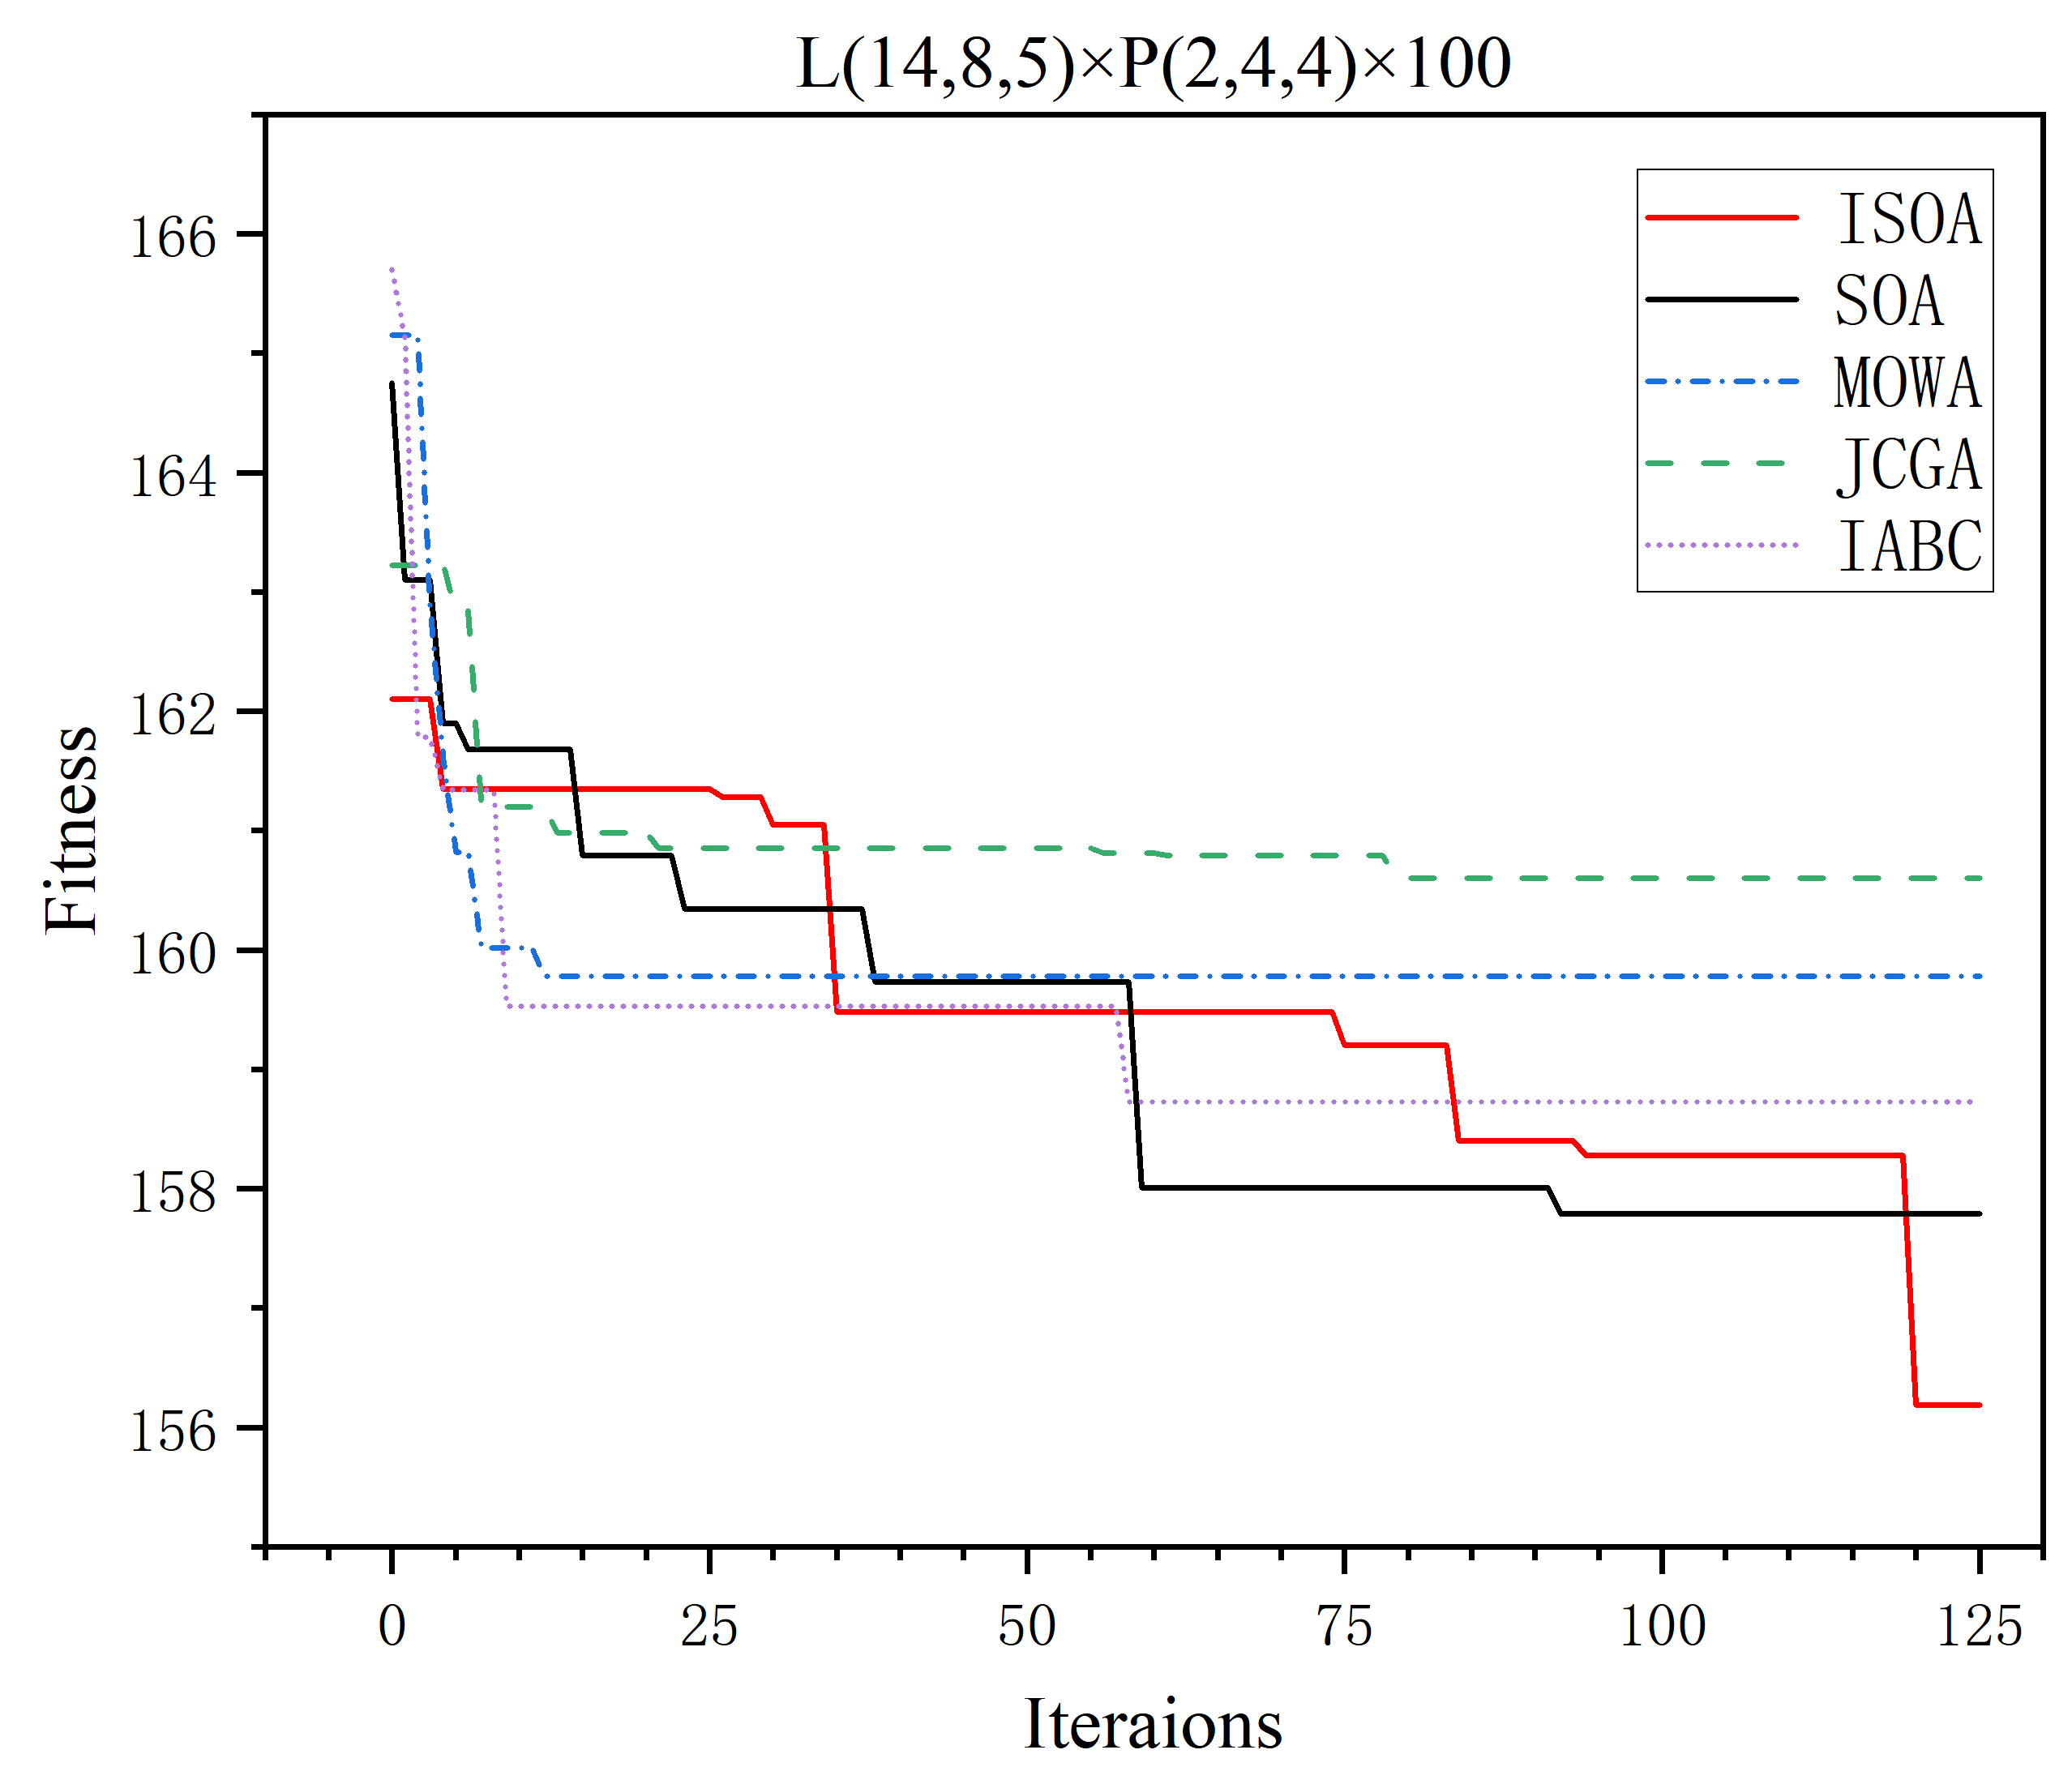 L(14,8,5)×P(2,4,4)×100
ISOA
SOA
MOWA
JCGA
IABC
Fitness
166
164
162
160
158
156
0 25 50 75 100 125
Iteraions